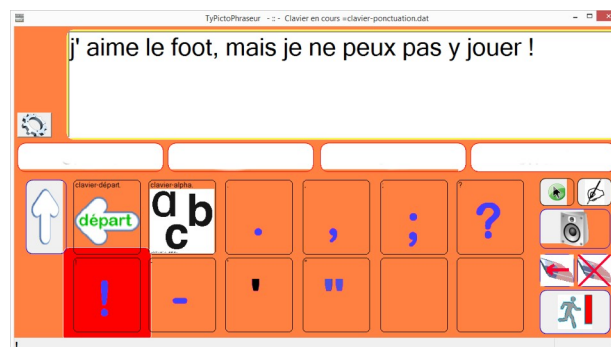 TyPictoPhraseur - :: - Clavier en cours =clavier-ponctuation.dat
j' aime le foot, mais je ne peux pas y jouer !
clavier-départ
départ
clavier-alpha.
a b
c
.
,
;
?
!
-
'
"